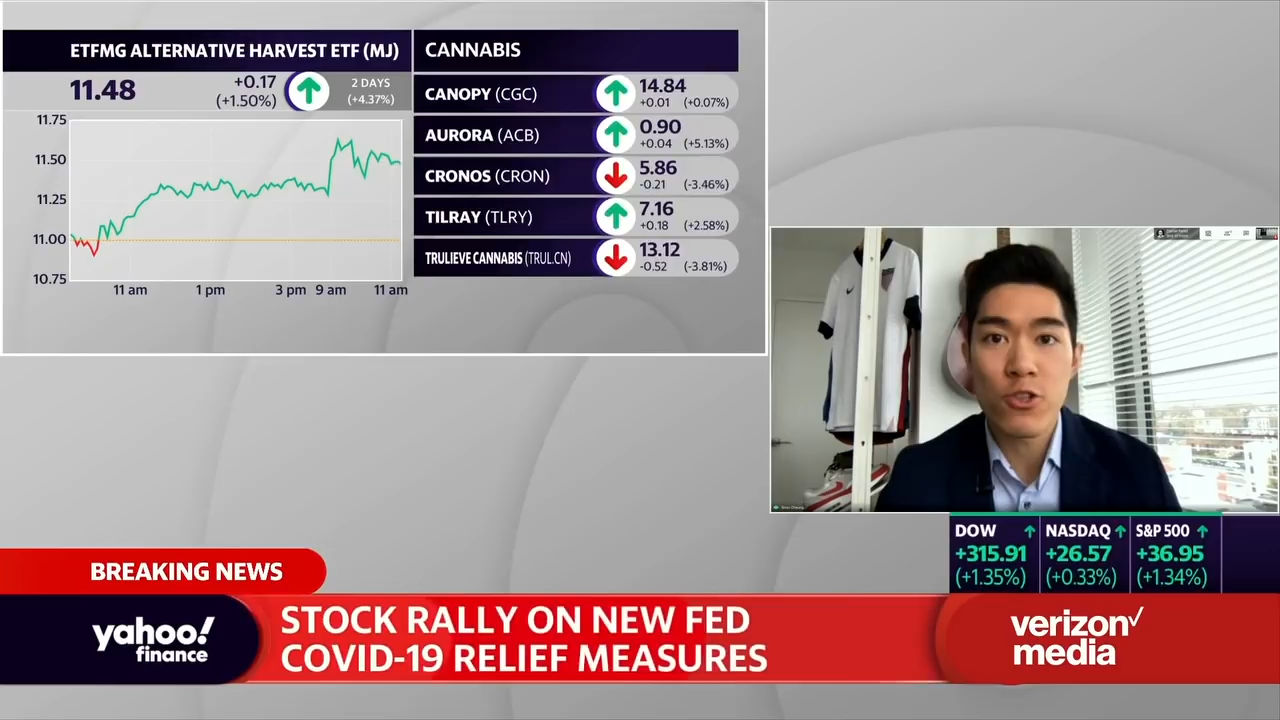 ETFMG ALTERNATIVE HARVEST ETF (MJ)
11.48
+0.17
(+1.50%)
2 DAYS
(+4.37%)
11.75
11.50
11.25
11.00
10.75
11 am
1 pm
3 pm
9 am
11 am
CANNABIS
CANOPY (CGC)
14.84
+0.01 (+0.07%)
AURORA (ACB)
0.90
+0.04 (+5.13%)
CRONOS (CRON)
5.86
-0.21 (-3.46%)
TILRAY (TLRY)
7.16
+0.18 (+2.58%)
TRULIEVE CANNABIS (TRUL.CN)
13.12
-0.52 (-3.81%)
DOW
+315.91
(+1.35%)
NASDAQ
+26.57
(+0.33%)
S&P 500
+36.95
(+1.34%)
BREAKING NEWS
yahoo!
finance
STOCK RALLY ON NEW FED
COVID-19 RELIEF MEASURES
verizon✓
media